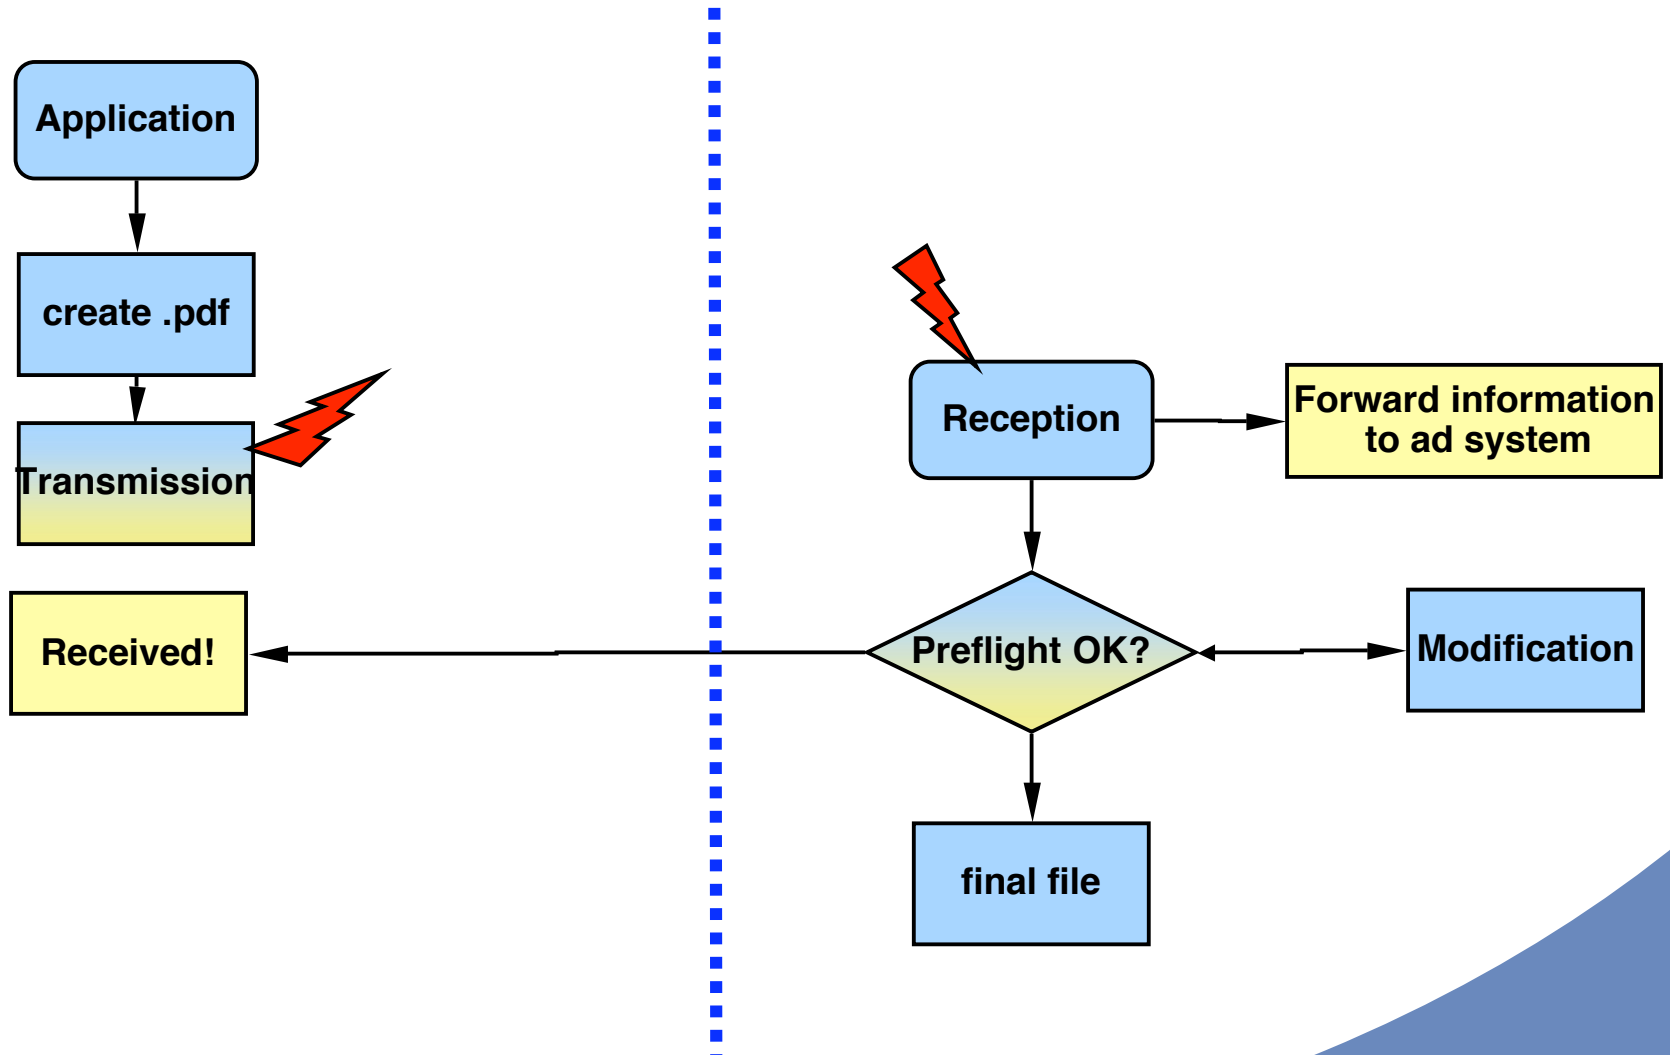 Application
create .pdf
Transmission
Received!
Reception
Forward information
to ad system
Preflight OK?
Modification
final file